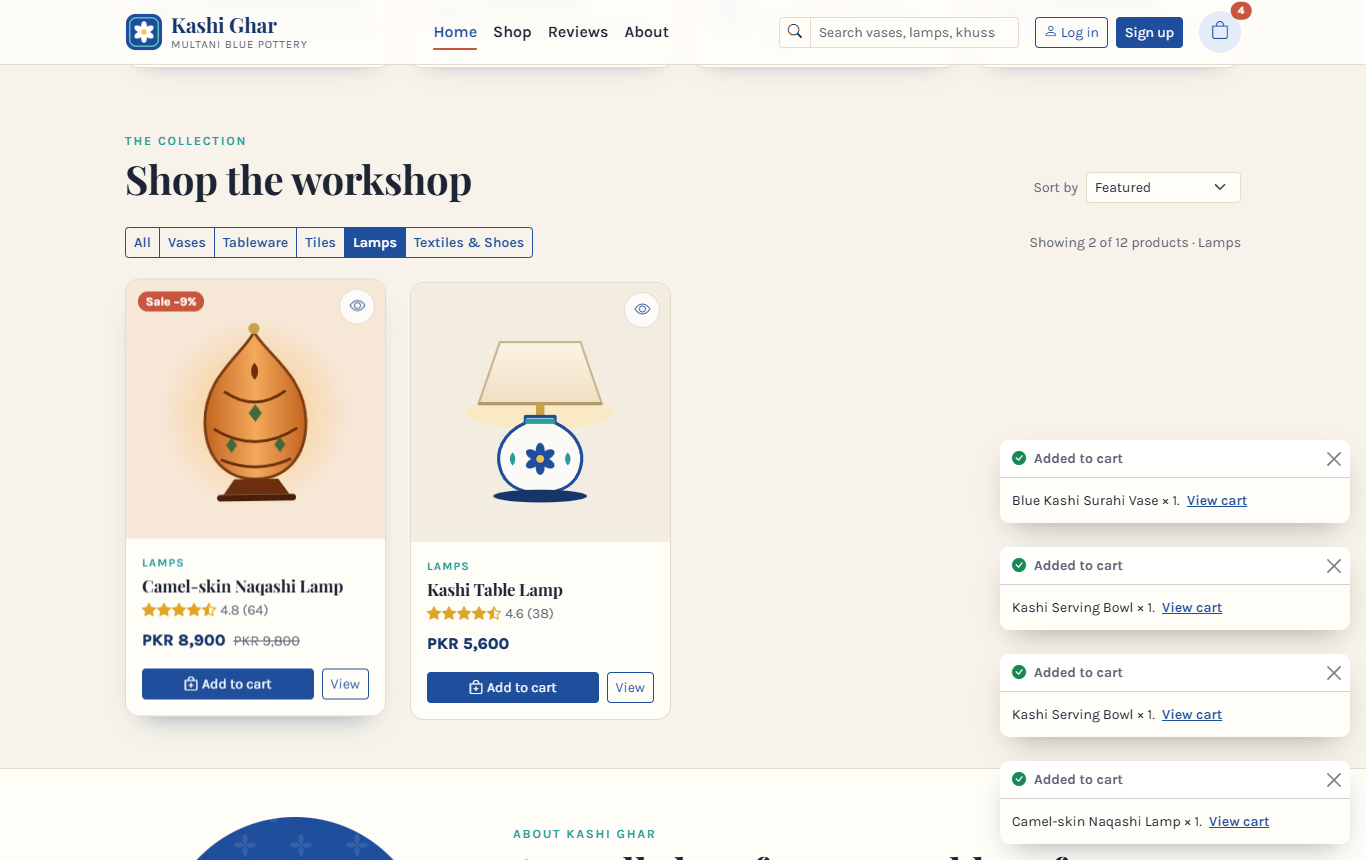 Kashi Ghar
MULTANI BLUE POTTERY
Home Shop Reviews About
Search vases, lamps, khuss
Log in
Sign up
4
THE COLLECTION
Shop the workshop
Sort by Featured
All Vases Tableware Tiles Lamps Textiles & Shoes
Showing 2 of 12 products · Lamps
Sale −9%
LAMPS
Camel-skin Naqashi Lamp
4.8 (64)
PKR 8,900 PKR 9,800
Add to cart View
LAMPS
Kashi Table Lamp
4.6 (38)
PKR 5,600
Add to cart View
Added to cart
Blue Kashi Surahi Vase × 1. View cart
Added to cart
Kashi Serving Bowl × 1. View cart
Added to cart
Kashi Serving Bowl × 1. View cart
Added to cart
Camel-skin Naqashi Lamp × 1. View cart
ABOUT KASHI GHAR